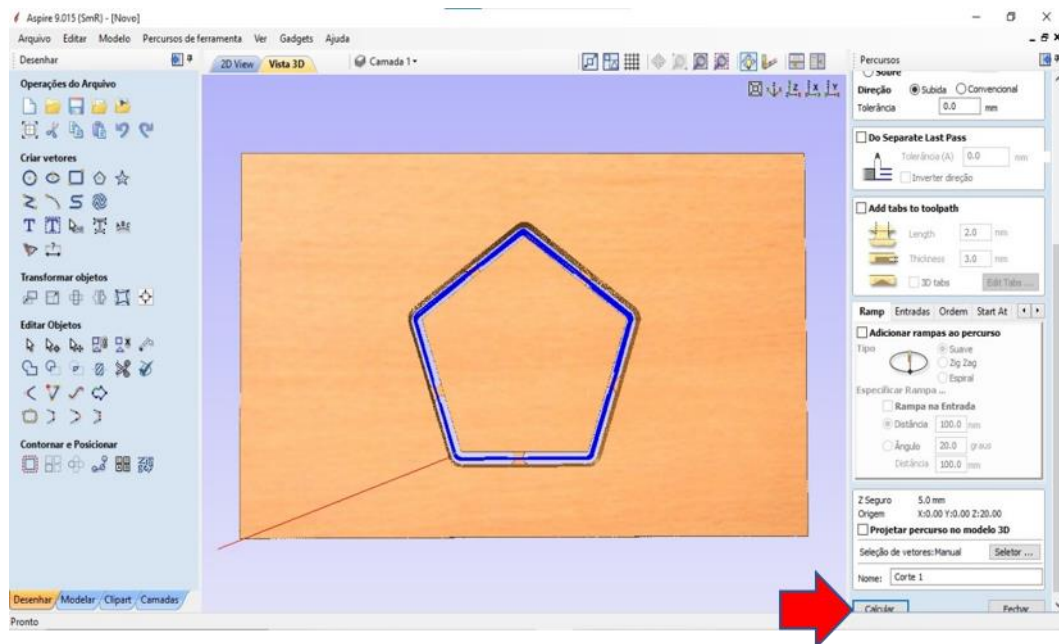 Aspire 9.015 (SmR) - [Novo]
Arquivo Editar Modelo Percursos de ferramenta Ver Gadgets Ajuda
Desenhar
2D View Vista 3D
Camada 1
Percursos
Operações do Arquivo
Criar vetores
Transformar objetos
Editar Objetos
Contornar e Posicionar
Sobre
Direção Subida Convencional
Tolerância 0.0 mm
Do Separate Last Pass
Tolerância (A) 0.0 mm
Inverter direção
Add tabs to toolpath
Length 2.0 mm
Thickness 3.0 mm
3D tabs Edit Tabs ...
Ramp Entradas Ordem Start At
Adicionar rampas ao percurso
Tipo Suave
Zig Zag
Espiral
Especificar Rampa ...
Rampa na Entrada
Distância 100.0 mm
Ângulo 20.0 graus
Distância 100.0 mm
Z Seguro 5.0 mm
Origem X:0.00 Y:0.00 Z:20.00
Projetar percurso no modelo 3D
Seleção de vetores: Manual Seletor ...
Nome: Corte 1
Calcular Fechar
Desenhar Modelar Clipart Camadas
Pronto